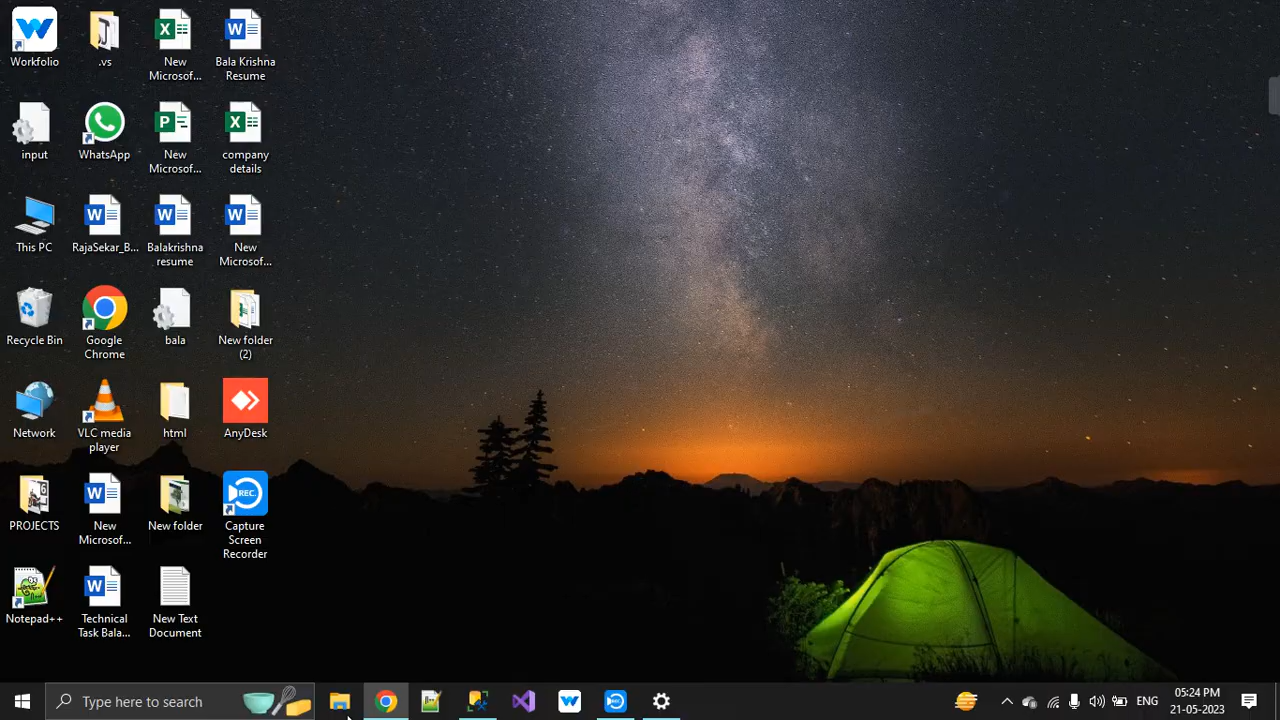 Workfolio
.vs
New
Microsoft...
Bala Krishna
Resume
input
WhatsApp
New
Microsof...
company
details
This PC
RajaSekar_B...
Balakrishna
resume
New
Microsof...
Recycle Bin
Google
Chrome
bala
New folder
(2)
Network
VLC media
player
html
AnyDesk
PROJECTS
New
Microsof...
New folder
REC.
Capture
Screen
Recorder
Notepad++
Technical
Task Bala...
New Text
Document
Type here to search
ENG
05:24 PM
21-05-2023